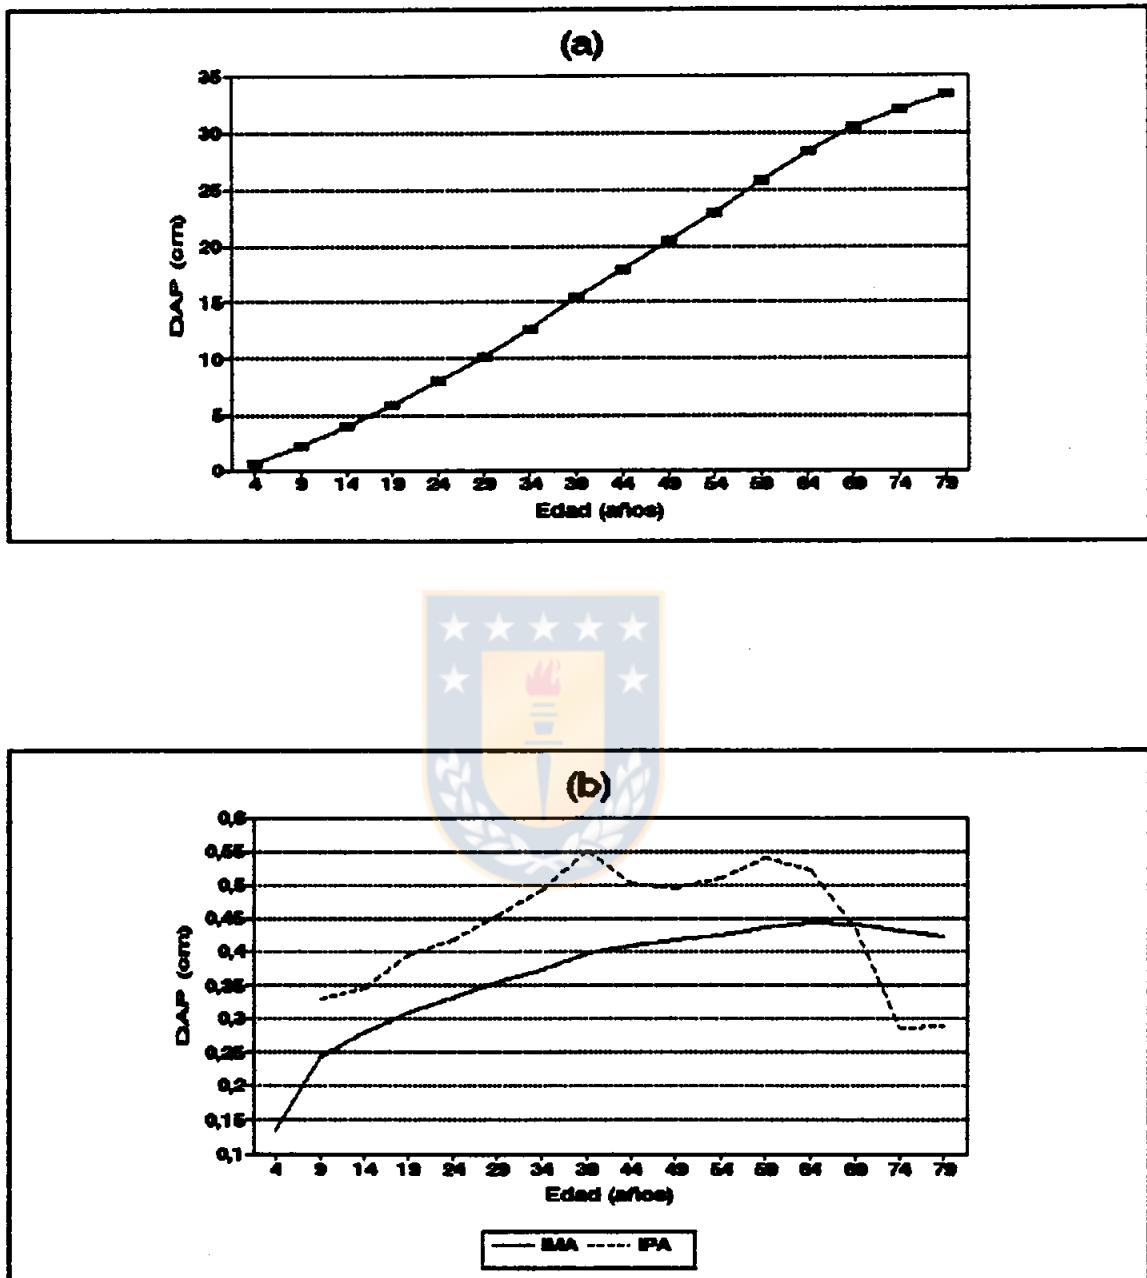 (a)
35
30
25
20
15
10
5
0
DAP (cm)
4 9 14 19 24 29 34 39 44 49 54 59 64 69 74 79
Edad (años)
(b)
0,6
0,55
0,5
0,45
0,4
0,35
0,3
0,25
0,2
0,15
0,1
DAP (cm)
4 9 14 19 24 29 34 39 44 49 54 59 64 69 74 79
Edad (años)
IMA IPA